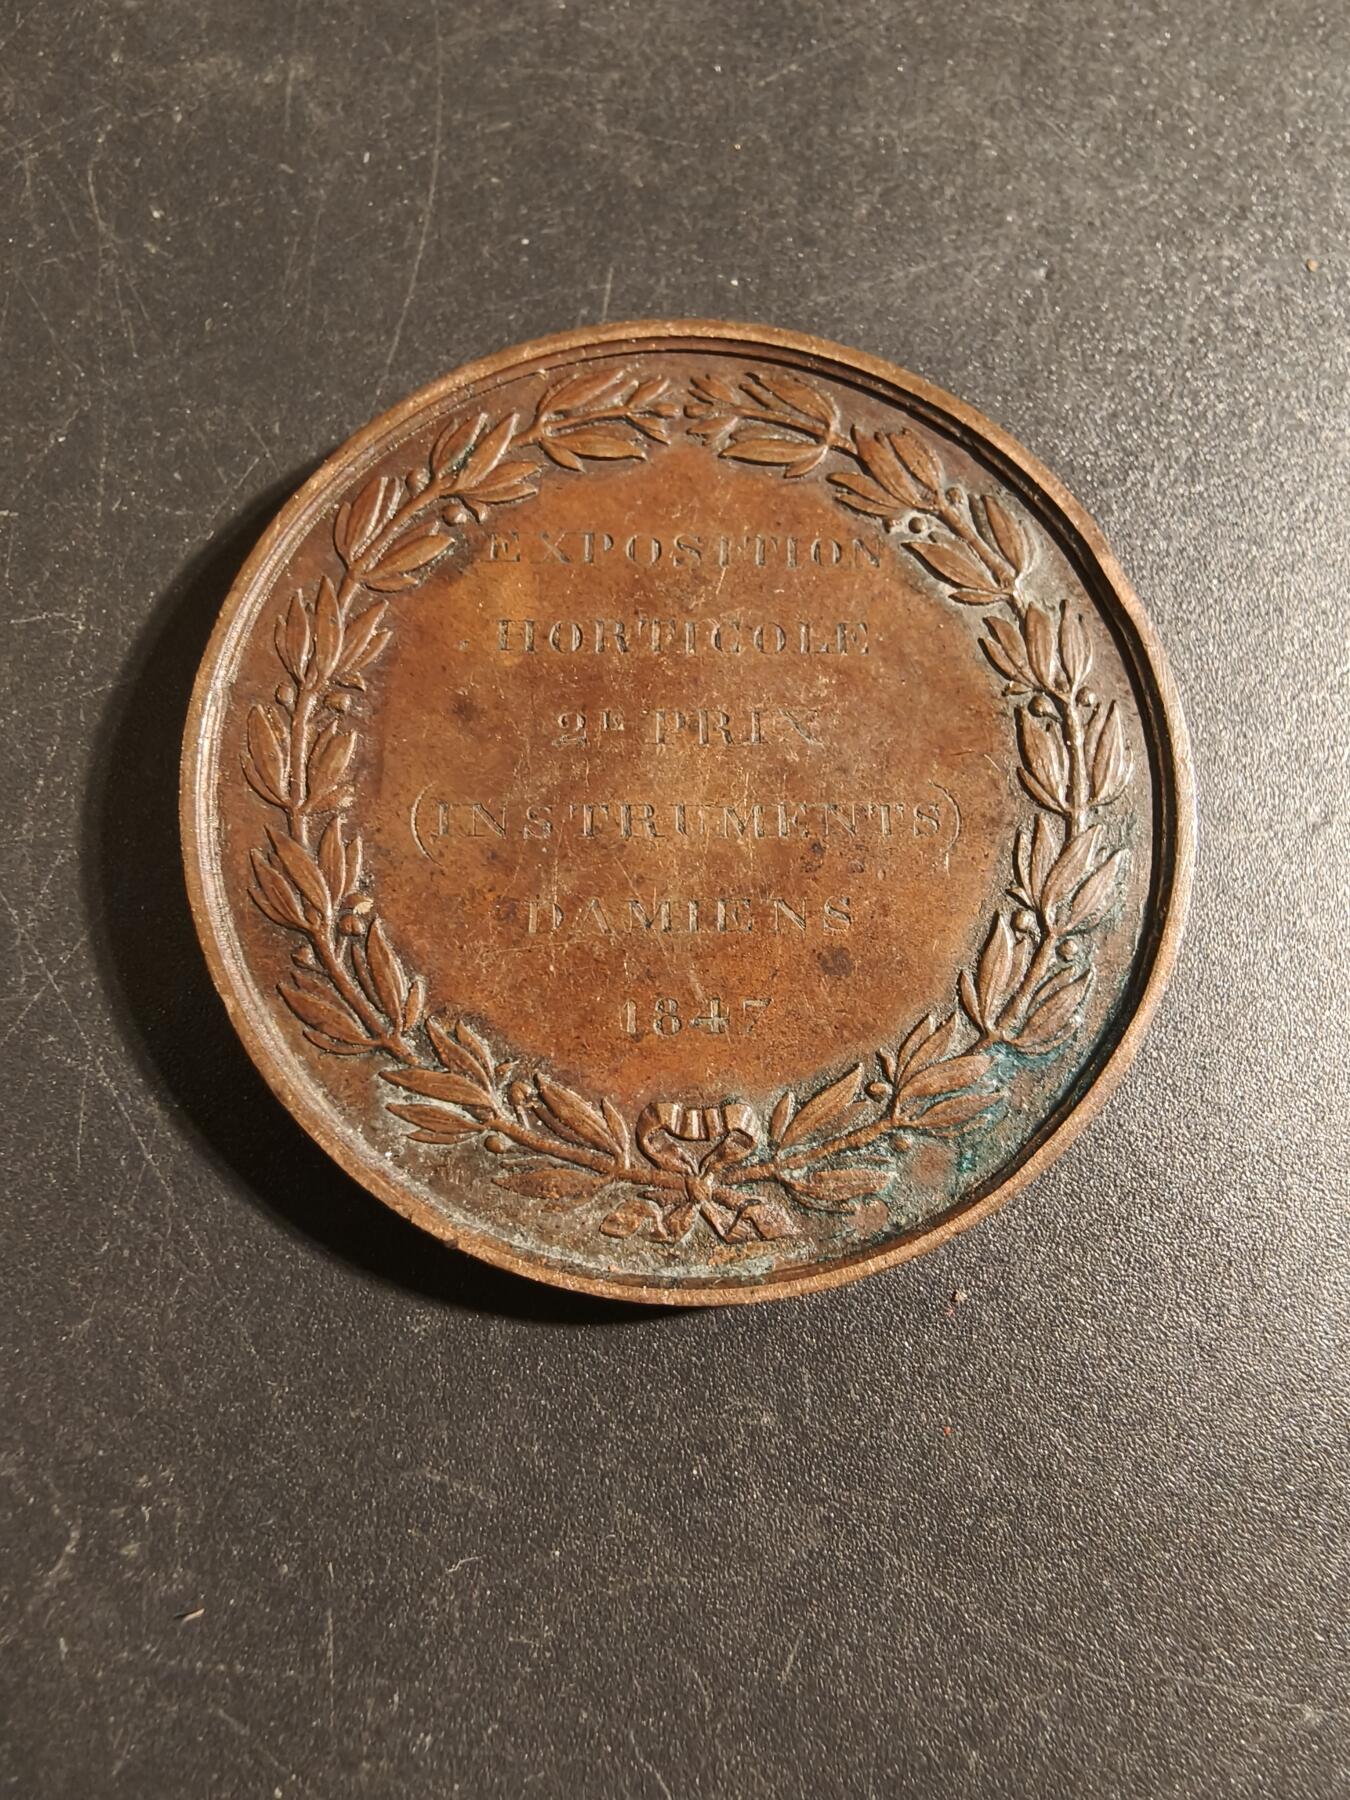 EXPOSITION
HORTICOLE
2E PRIX
(INSTRUMENTS)
DAMIENS
1847